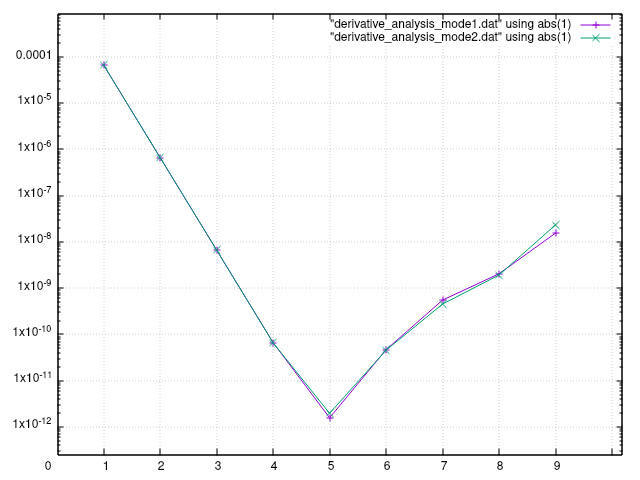 "derivative_analysis_mode1.dat" using abs(1)
"derivative_analysis_mode2.dat" using abs(1)
0.0001
1x10-5
1x10-6
1x10-7
1x10-8
1x10-9
1x10-10
1x10-11
1x10-12
0 1 2 3 4 5 6 7 8 9